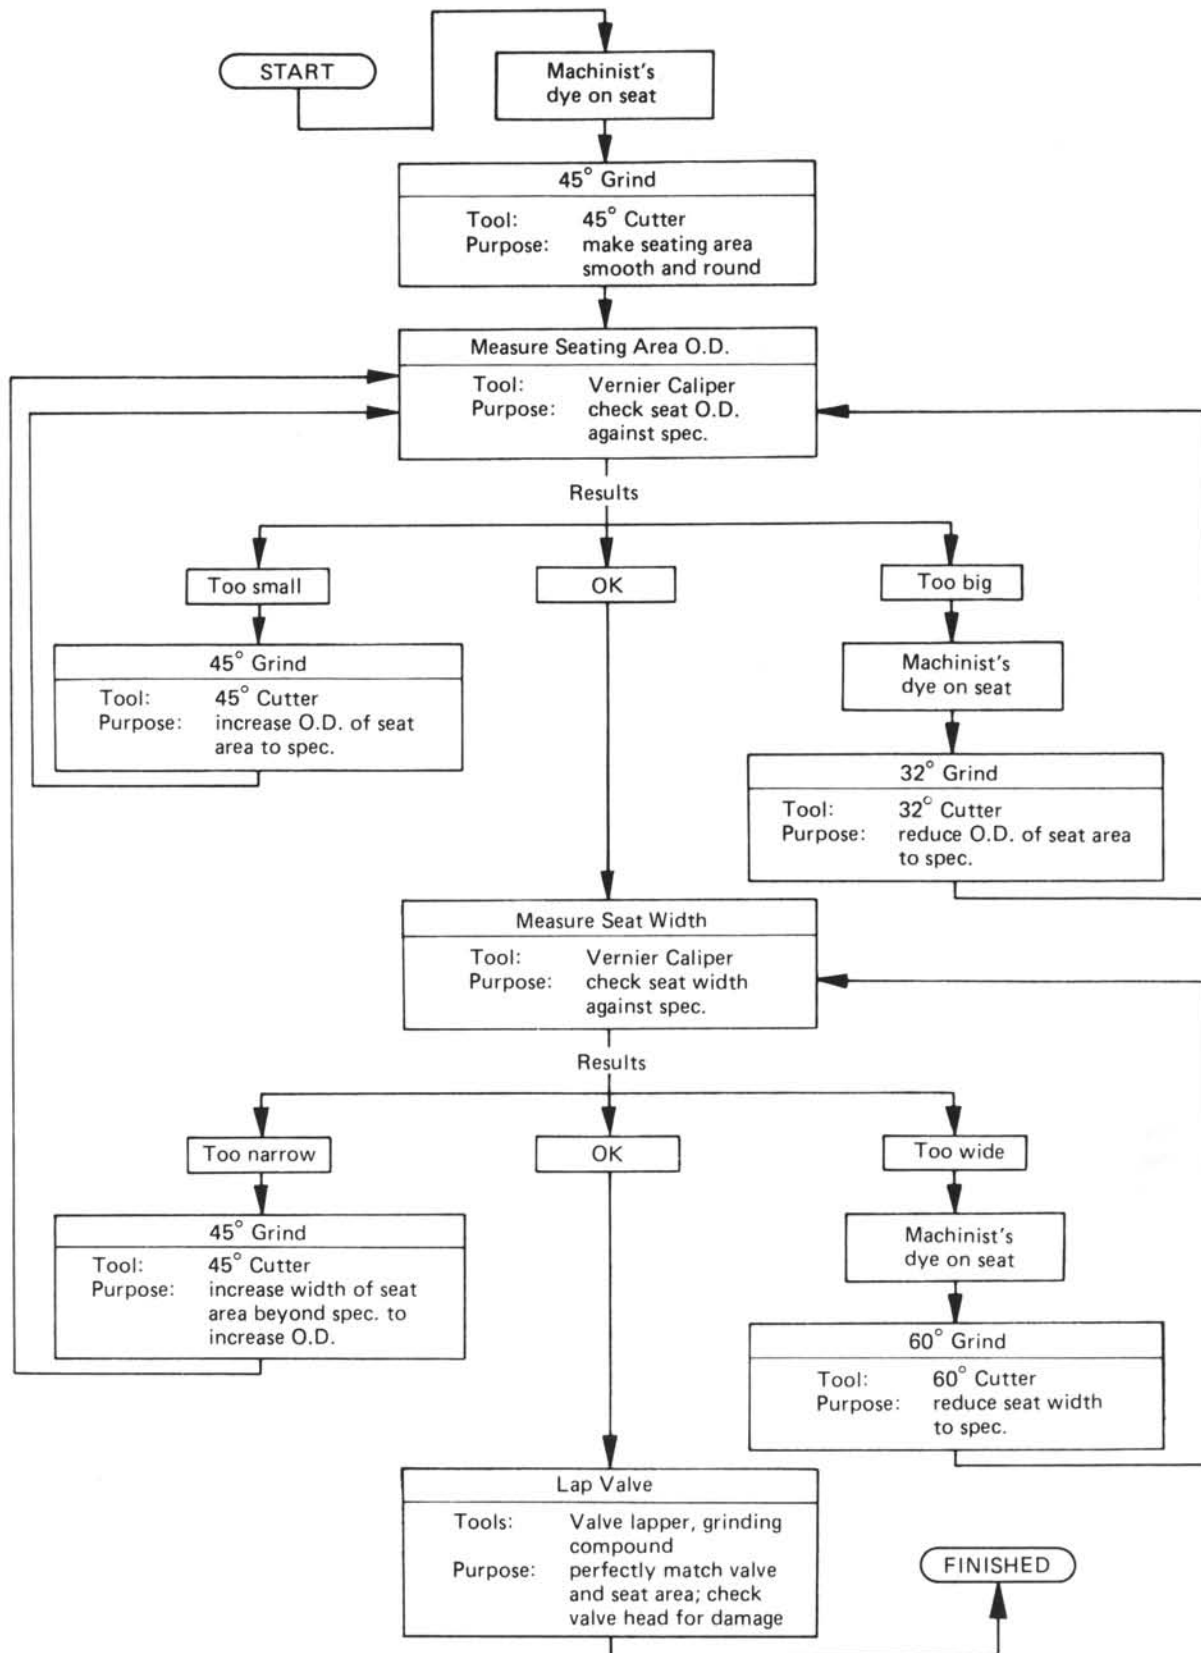 START
Machinist's
dye on seat
45° Grind
Tool: 45° Cutter
Purpose: make seating area
smooth and round
Measure Seating Area O.D.
Tool: Vernier Caliper
Purpose: check seat O.D.
against spec.
Results
Too small
OK
Too big
45° Grind
Tool: 45° Cutter
Purpose: increase O.D. of seat
area to spec.
Machinist's
dye on seat
32° Grind
Tool: 32° Cutter
Purpose: reduce O.D. of seat area
to spec.
Measure Seat Width
Tool: Vernier Caliper
Purpose: check seat width
against spec.
Results
Too narrow
OK
Too wide
45° Grind
Tool: 45° Cutter
Purpose: increase width of seat
area beyond spec. to
increase O.D.
Machinist's
dye on seat
60° Grind
Tool: 60° Cutter
Purpose: reduce seat width
to spec.
Lap Valve
Tools: Valve lapper, grinding
compound
Purpose: perfectly match valve
and seat area; check
valve head for damage
FINISHED